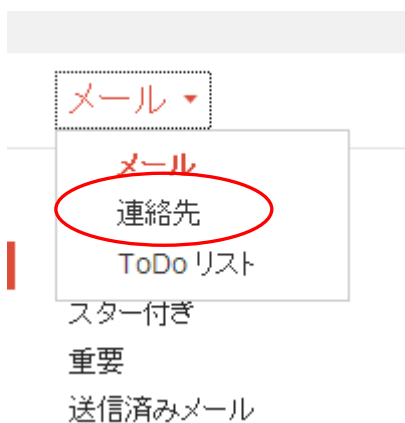 メール ▼
メール
連絡先
ToDo リスト
スター付き
重要
送信済みメール